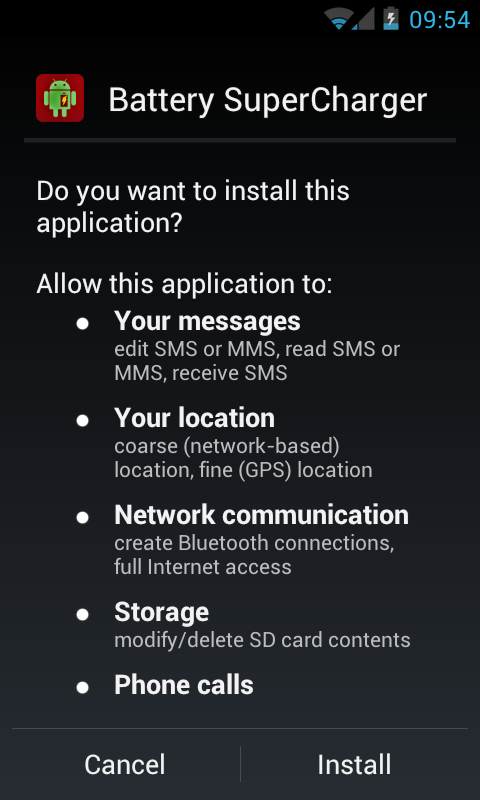 09:54
Battery SuperCharger
Do you want to install this
application?
Allow this application to:
Your messages
edit SMS or MMS, read SMS or
MMS, receive SMS
Your location
coarse (network-based)
location, fine (GPS) location
Network communication
create Bluetooth connections,
full Internet access
Storage
modify/delete SD card contents
Phone calls
Cancel Install